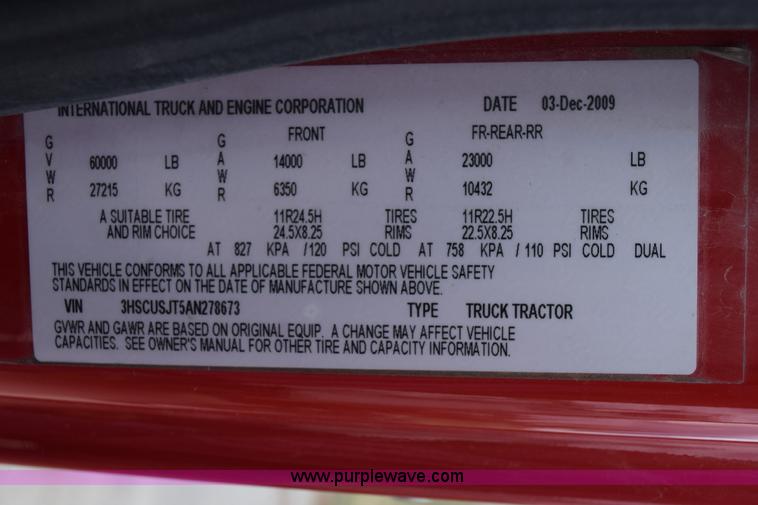 INTERNATIONAL TRUCK AND ENGINE CORPORATION DATE 03-Dec-2009
GVWR GAWR FRONT GAWR FR-REAR-RR
60000 LB 14000 LB 23000 LB
27215 KG 6350 KG 10432 KG
A SUITABLE TIRE 11R24.5H TIRES 11R22.5H TIRES
AND RIM CHOICE 24.5X8.25 RIMS 22.5X8.25 RIMS
AT 827 KPA /120 PSI COLD AT 758 KPA /110 PSI COLD DUAL
THIS VEHICLE CONFORMS TO ALL APPLICABLE FEDERAL MOTOR VEHICLE SAFETY
STANDARDS IN EFFECT ON THE DATE OF MANUFACTURE SHOWN ABOVE.
VIN 3HSCUSJT5AN278673 TYPE TRUCK TRACTOR
GVWR AND GAWR ARE BASED ON ORIGINAL EQUIP. A CHANGE MAY AFFECT VEHICLE
CAPACITIES. SEE OWNER'S MANUAL FOR OTHER TIRE AND CAPACITY INFORMATION.
www.purplewave.com